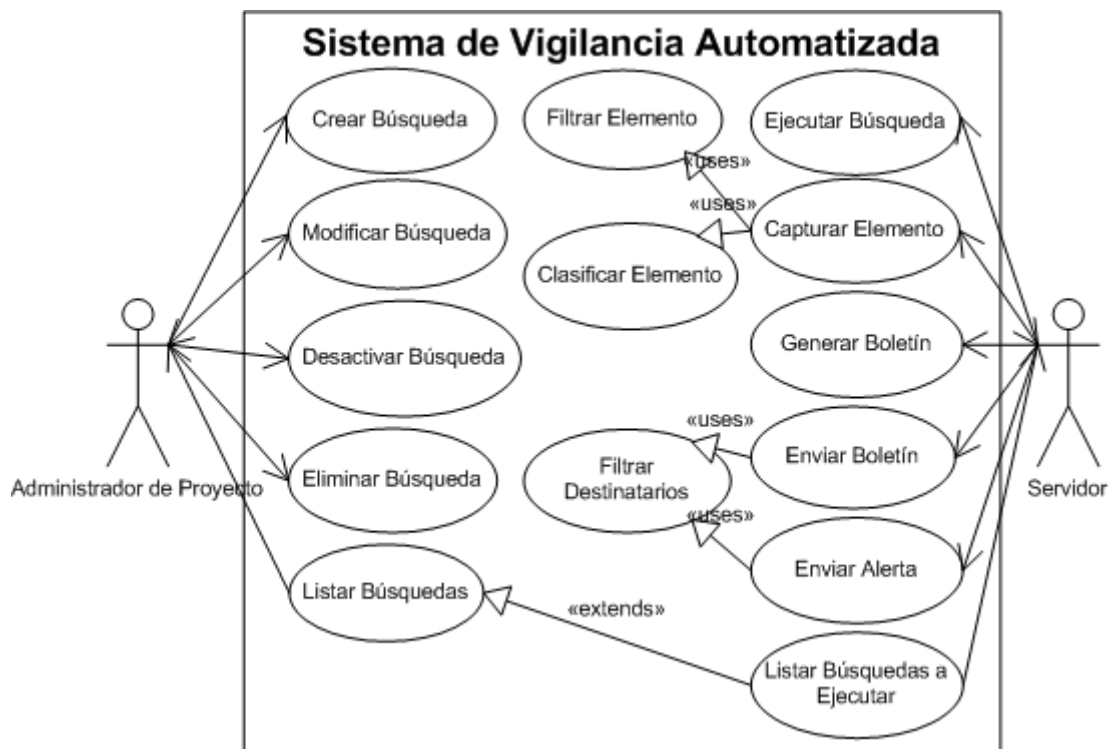 Sistema de Vigilancia Automatizada
Crear Búsqueda
Filtrar Elemento
Ejecutar Búsqueda
«uses»
«uses»
Modificar Búsqueda
Capturar Elemento
Clasificar Elemento
Desactivar Búsqueda
Generar Boletín
«uses»
Eliminar Búsqueda
Filtrar
Destinatarios
Enviar Boletín
Administrador de Proyecto
Servidor
«uses»
Enviar Alerta
Listar Búsquedas
«extends»
Listar Búsquedas a
Ejecutar